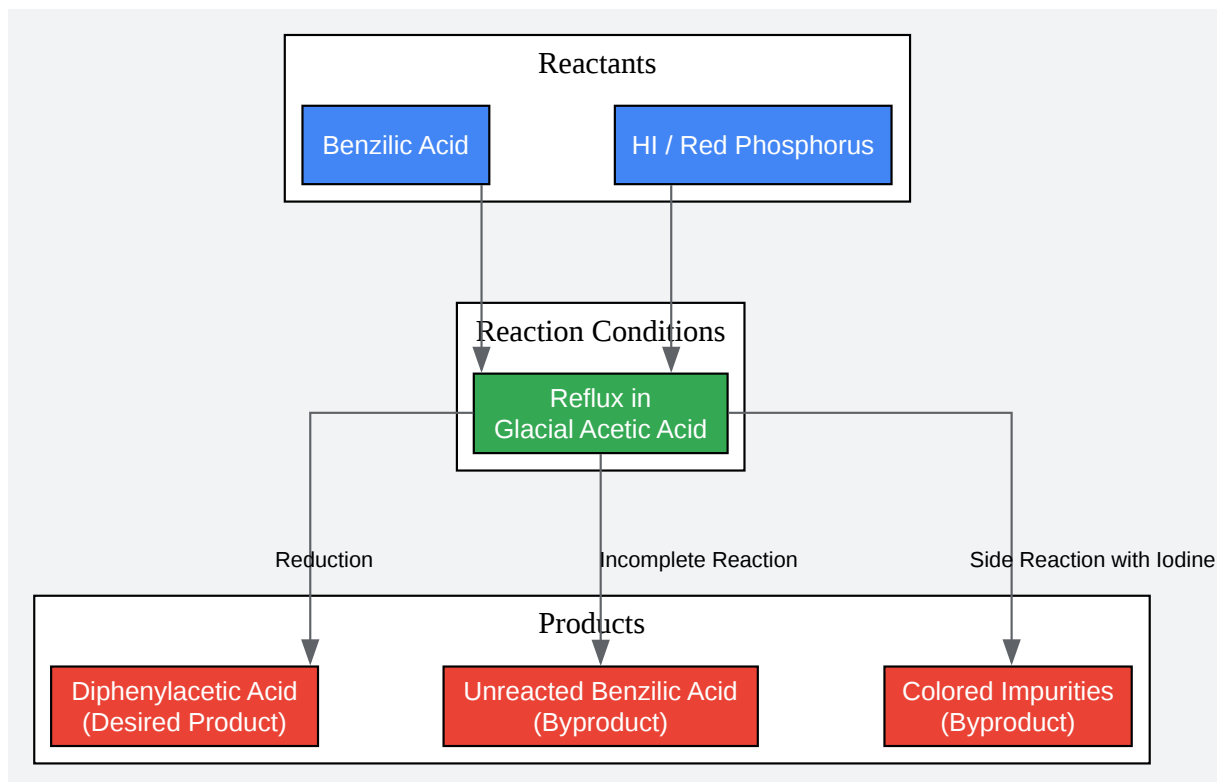 Reactants
Benzilic Acid
HI / Red Phosphorus
Reaction Conditions
Reflux in
Glacial Acetic Acid
Reduction
Incomplete Reaction
Side Reaction with Iodine
Products
Diphenylacetic Acid
(Desired Product)
Unreacted Benzilic Acid
(Byproduct)
Colored Impurities
(Byproduct)